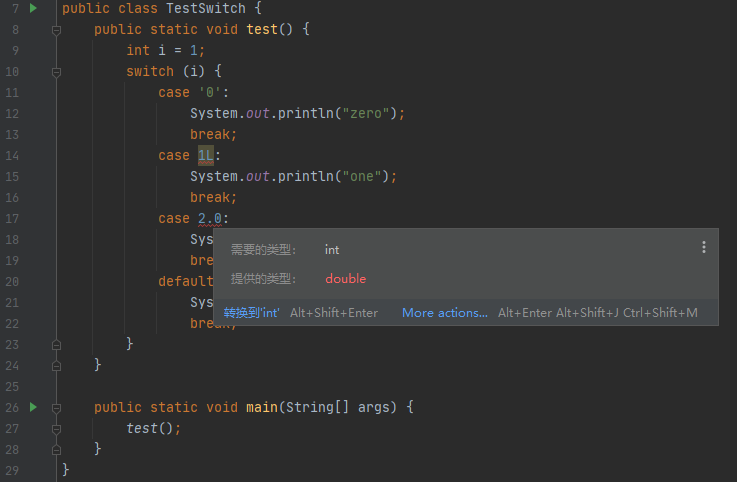 7 public class TestSwitch {
8 public static void test() {
9 int i = 1;
10 switch (i) {
11 case '0':
12 System.out.println("zero");
13 break;
14 case 1L:
15 System.out.println("one");
16 break;
17 case 2.0:
18 Sys
需要的类型: int
19 bre
提供的类型: double
20 default
21 Sys
转换到'int' Alt+Shift+Enter More actions... Alt+Enter Alt+Shift+J Ctrl+Shift+M
22 break;
23 }
24 }
25
26 public static void main(String[] args) {
27 test();
28 }
29 }